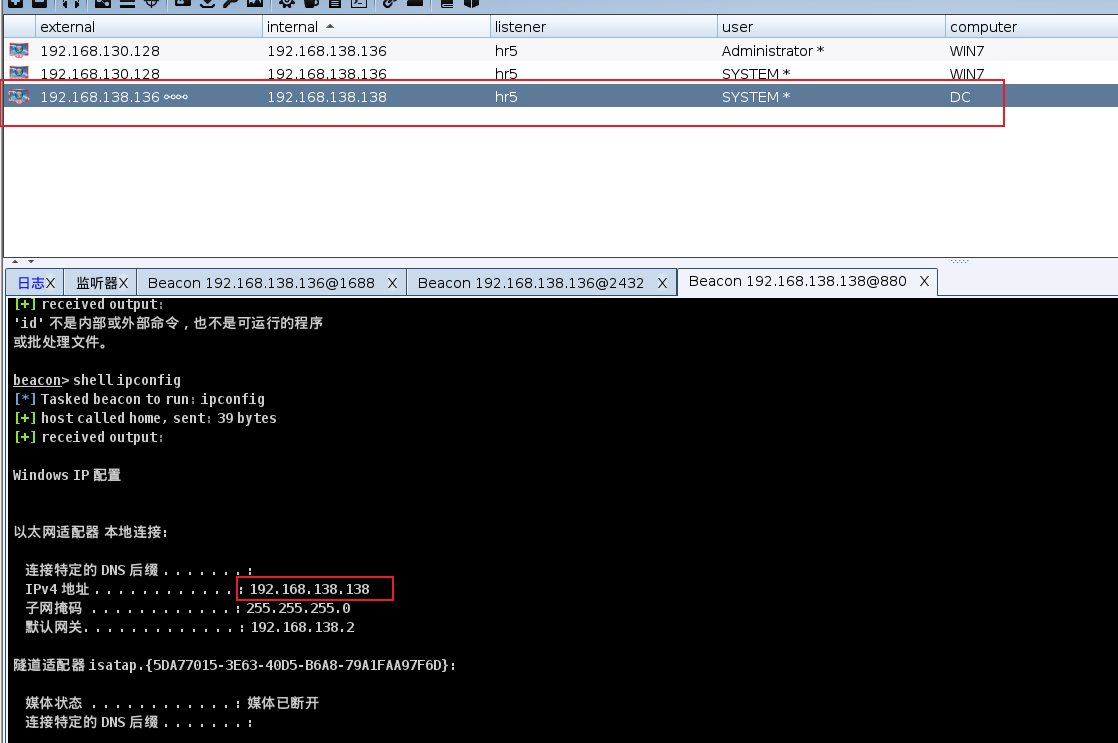 external internal listener user computer
192.168.130.128 192.168.138.136 hr5 Administrator * WIN7
192.168.130.128 192.168.138.136 hr5 SYSTEM * WIN7
192.168.138.136 192.168.138.138 hr5 SYSTEM * DC
日志X 监听器X Beacon 192.168.138.136@1688 X Beacon 192.168.138.136@2432 X Beacon 192.168.138.138@880 X
[+] received output:
'id' 不是内部或外部命令，也不是可运行的程序
或批处理文件。
beacon> shell ipconfig
[*] Tasked beacon to run: ipconfig
[+] host called home, sent: 39 bytes
[+] received output:
Windows IP 配置
以太网适配器 本地连接:
连接特定的 DNS 后缀 . . . . . . . :
IPv4 地址 . . . . . . . . . . . . : 192.168.138.138
子网掩码 . . . . . . . . . . . . : 255.255.255.0
默认网关. . . . . . . . . . . . . : 192.168.138.2
隧道适配器 isatap.{5DA77015-3E63-40D5-B6A8-79A1FAA97F6D}:
媒体状态 . . . . . . . . . . . . : 媒体已断开
连接特定的 DNS 后缀 . . . . . . . :